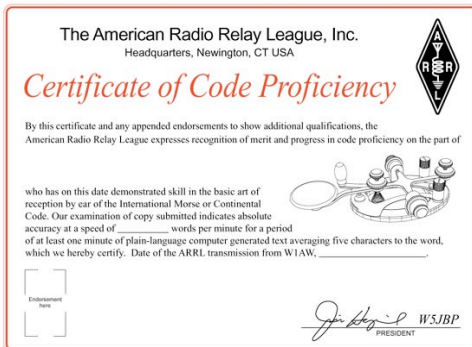 The American Radio Relay League, Inc.
Headquarters, Newington, CT USA
A
R R
L
Certificate of Code Proficiency
By this certificate and any appended endorsements to show additional qualifications, the
American Radio Relay League expresses recognition of merit and progress in code proficiency on the part of
who has on this date demonstrated skill in the basic art of
reception by ear of the International Morse or Continental
Code. Our examination of copy submitted indicates absolute
accuracy at a speed of __________ words per minute for a period
of at least one minute of plain-language computer generated text averaging five characters to the word,
which we hereby certify. Date of the ARRL transmission from W1AW, ________________.
Endorsement
here
W5JBP
PRESIDENT